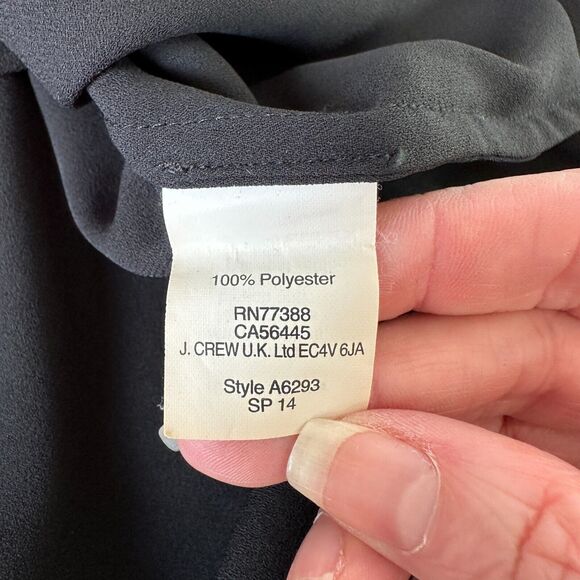 100% Polyester
RN77388
CA56445
J. CREW U.K. Ltd EC4V 6JA
Style A6293
SP 14